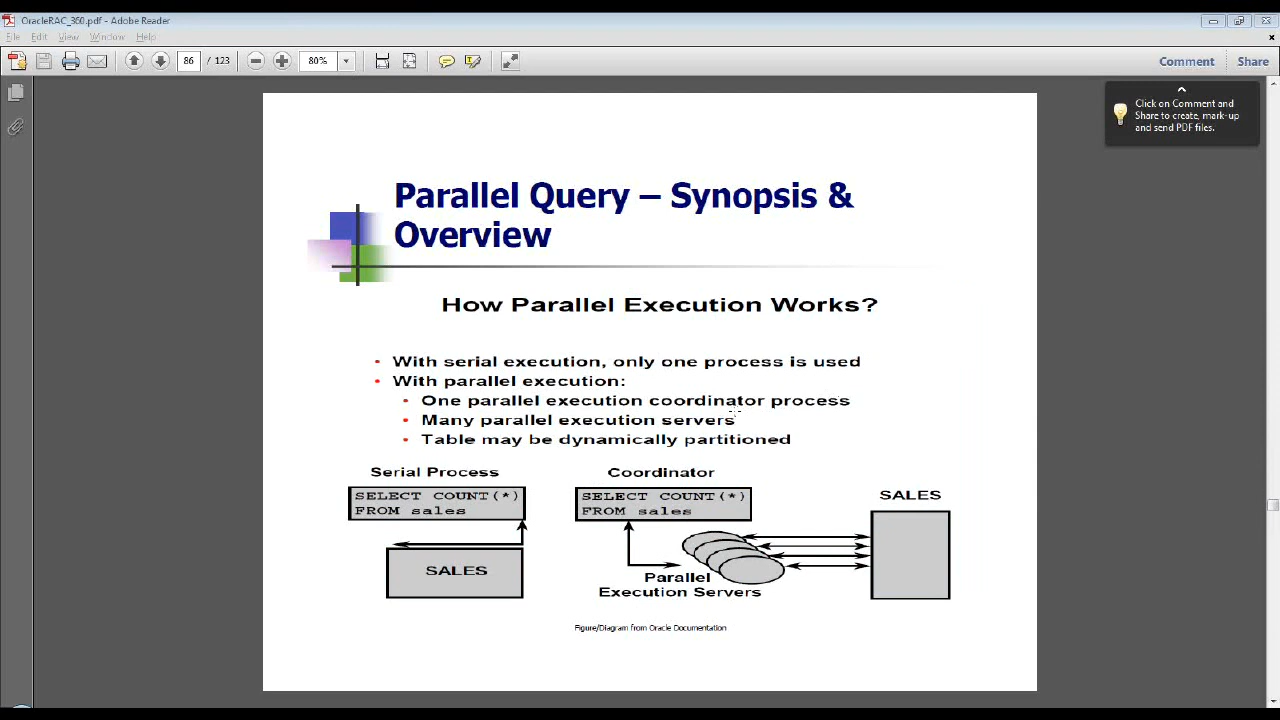 OracleRAC_360.pdf - Adobe Reader
File Edit View Window Help
86 / 123 80% Comment Share
Click on Comment and
Share to create, mark-up
and send PDF files.
Parallel Query – Synopsis &
Overview
How Parallel Execution Works?
• With serial execution, only one process is used
• With parallel execution:
• One parallel execution coordinator process
• Many parallel execution servers
• Table may be dynamically partitioned
Serial Process
SELECT COUNT(*)
FROM sales
SALES
Coordinator
SELECT COUNT(*)
FROM sales
Parallel
Execution Servers
SALES
Figure/Diagram from Oracle Documentation